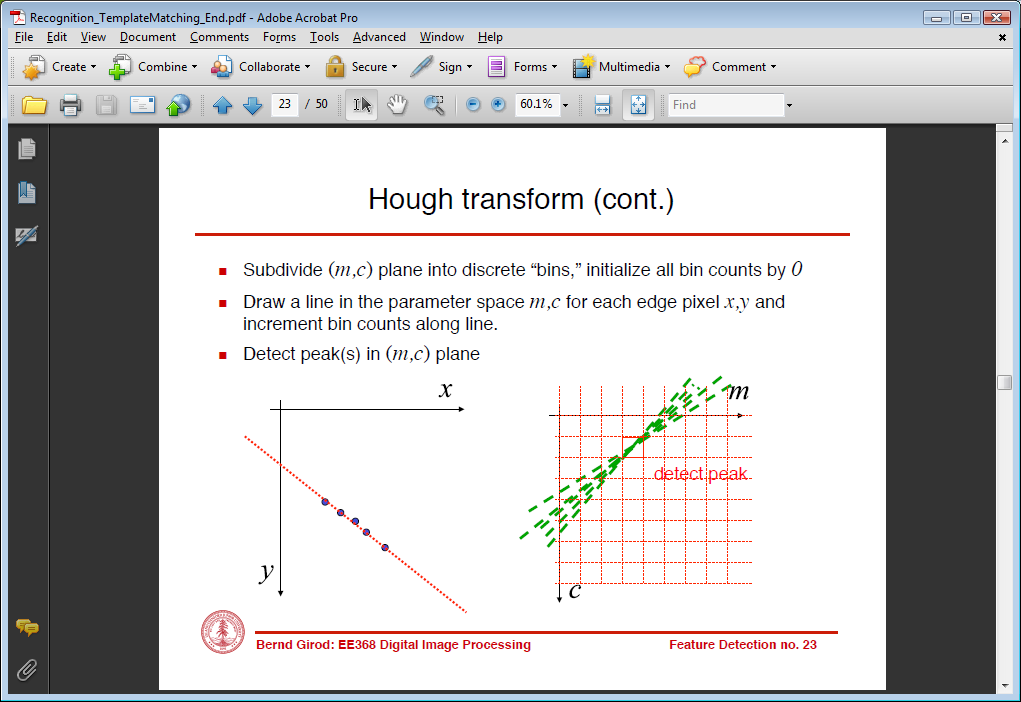 Recognition_TemplateMatching_End.pdf - Adobe Acrobat Pro
File Edit View Document Comments Forms Tools Advanced Window Help
Create Combine Collaborate Secure Sign Forms Multimedia Comment
23 / 50 60.1% Find
Hough transform (cont.)
Subdivide (m,c) plane into discrete “bins,” initialize all bin counts by 0
Draw a line in the parameter space m,c for each edge pixel x,y and
increment bin counts along line.
Detect peak(s) in (m,c) plane
x
m
detect peak
y
c
Bernd Girod: EE368 Digital Image Processing
Feature Detection no. 23